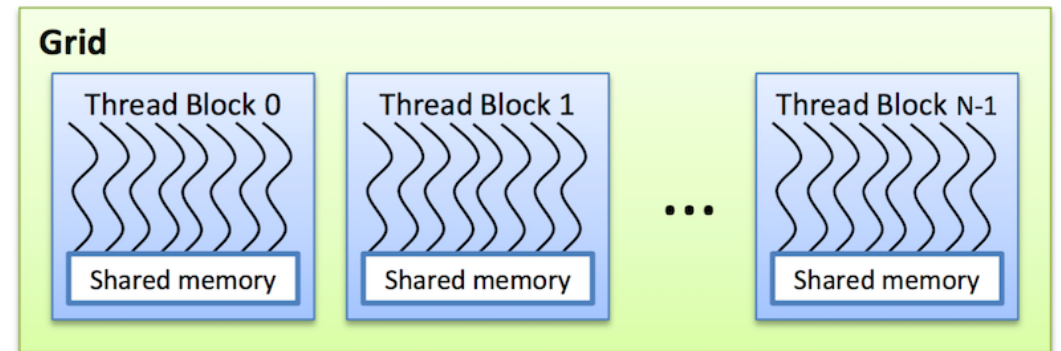 Grid
Thread Block 0
Thread Block 1
Thread Block N-1
...
Shared memory
Shared memory
Shared memory